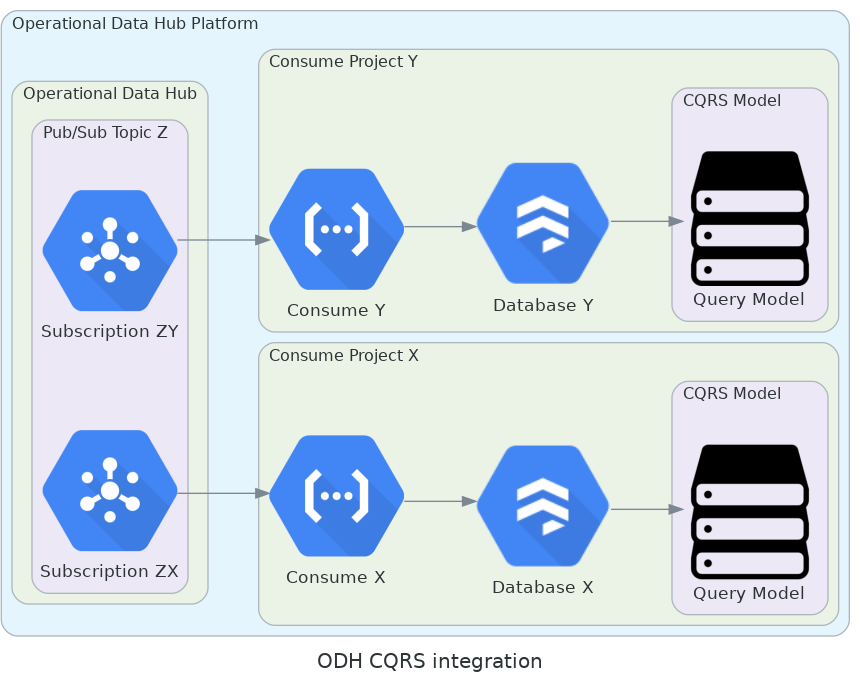 Operational Data Hub Platform
Operational Data Hub
Pub/Sub Topic Z
Subscription ZY
Subscription ZX
Consume Project Y
Consume Y
Database Y
CQRS Model
Query Model
Consume Project X
Consume X
Database X
CQRS Model
Query Model
ODH CQRS integration